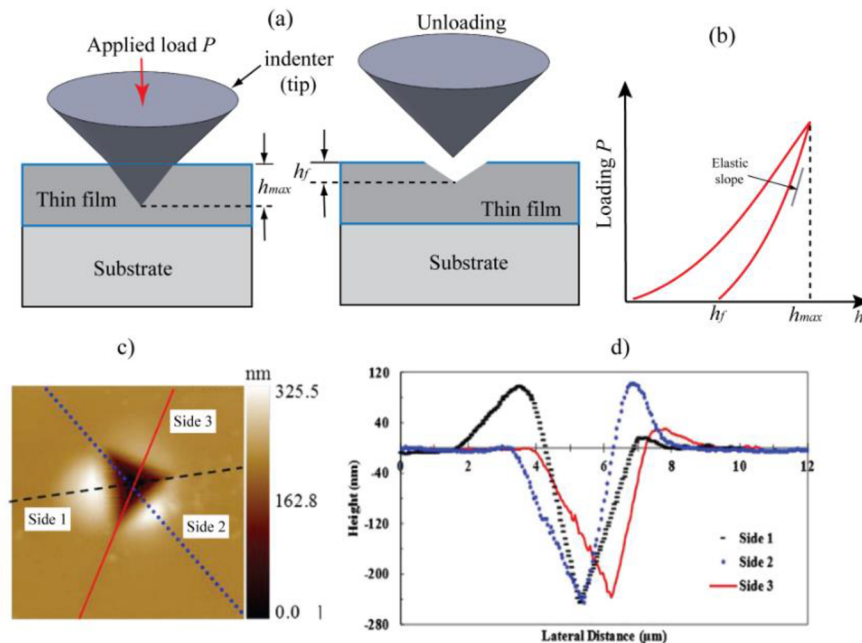 (a)
Unloading
Applied load P
indenter
(tip)
h_max
Thin film
Substrate
h_f
Thin film
Substrate
(b)
Loading P
Elastic
slope
h_f
h_max
h
c)
nm
325.5
162.8
0.0 1
Side 3
Side 1
Side 2
d)
120
40
-40
-120
-200
-280
0
2
4
6
8
10
12
Height (nm)
Side 1
Side 2
Side 3
Lateral Distance (µm)